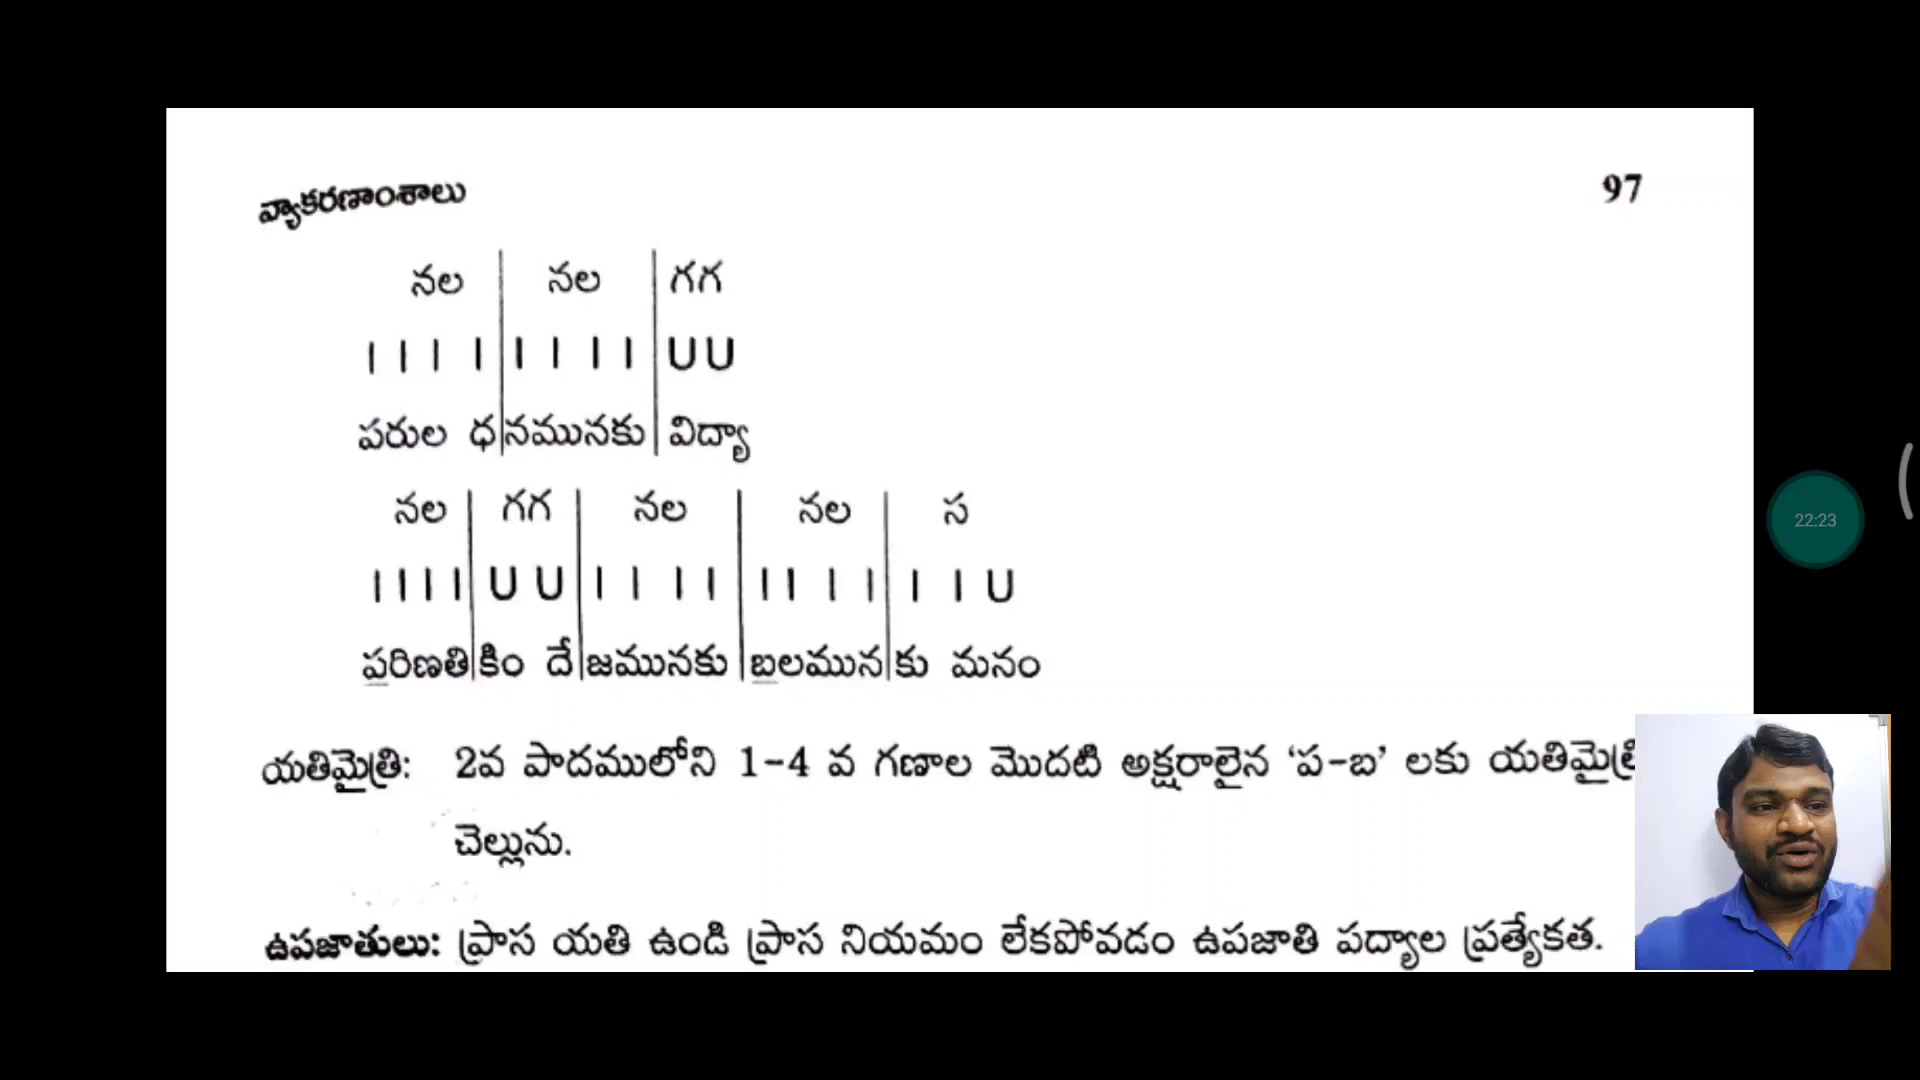 వ్యాకరణాంశాలు 97
నల నల గగ
I I I I I I I I U U
పరుల ధనమునకు విద్యా
నల గగ నల నల స
I I I I U U I I I I I I I I I I U
పరిణతికిం దేజమునకు బలమునకు మనం
22:23
యతిమైత్రి: 2వ పాదములోని 1-4 వ గణాల మొదటి అక్షరాలైన ‘ప-బ’ లకు యతిమైత్రి
చెల్లును.
ఉపజాతులు: ప్రాస యతి ఉండి ప్రాస నియమం లేకపోవడం ఉపజాతి పద్యాల ప్రత్యేకత.